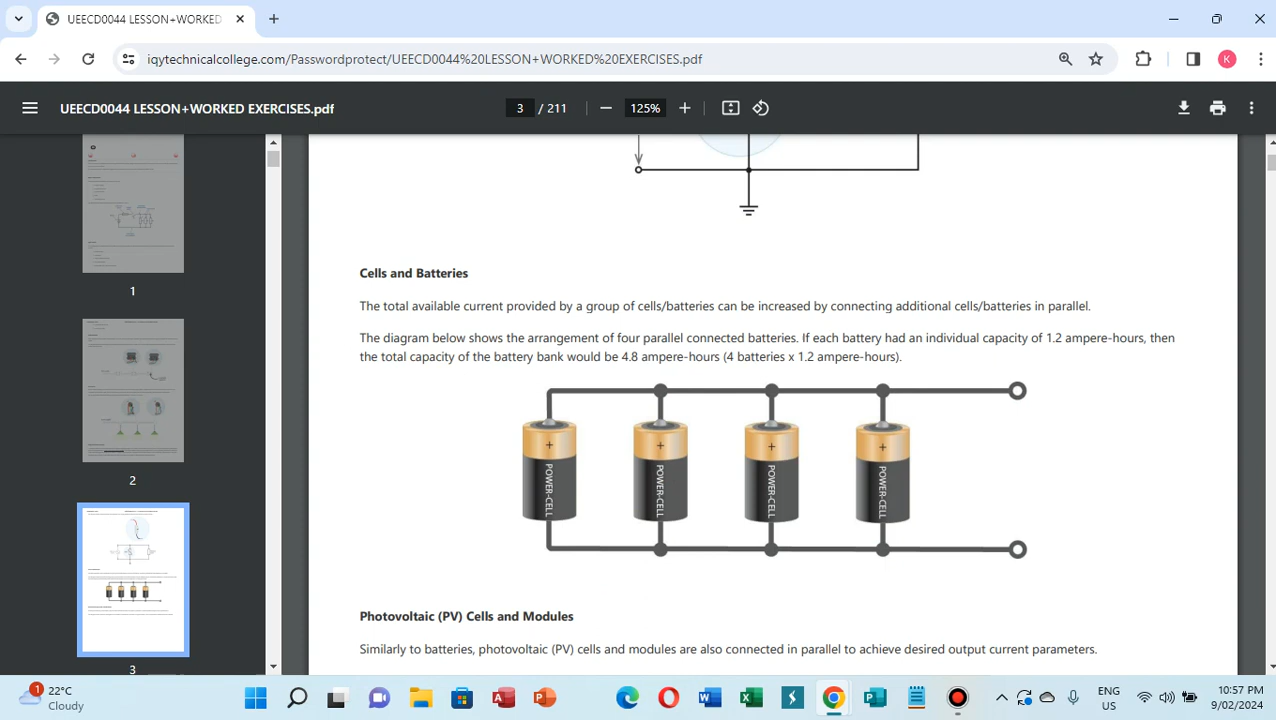 UEECD0044 LESSON+WORKED
iqytechnicalcollege.com/Passwordprotect/UEECD0044%20LESSON+WORKED%20EXERCISES.pdf
K
UEECD0044 LESSON+WORKED EXERCISES.pdf
3 / 211
125%
1
2
3
Cells and Batteries
The total available current provided by a group of cells/batteries can be increased by connecting additional cells/batteries in parallel.
The diagram below shows the arrangement of four parallel connected batteries. If each battery had an individual capacity of 1.2 ampere-hours, then
the total capacity of the battery bank would be 4.8 ampere-hours (4 batteries x 1.2 ampere-hours).
+ + + +
POWER-CELL POWER-CELL POWER-CELL POWER-CELL
Photovoltaic (PV) Cells and Modules
Similarly to batteries, photovoltaic (PV) cells and modules are also connected in parallel to achieve desired output current parameters.
1
22°C
Cloudy
ENG
US
10:57 PM
9/02/2024